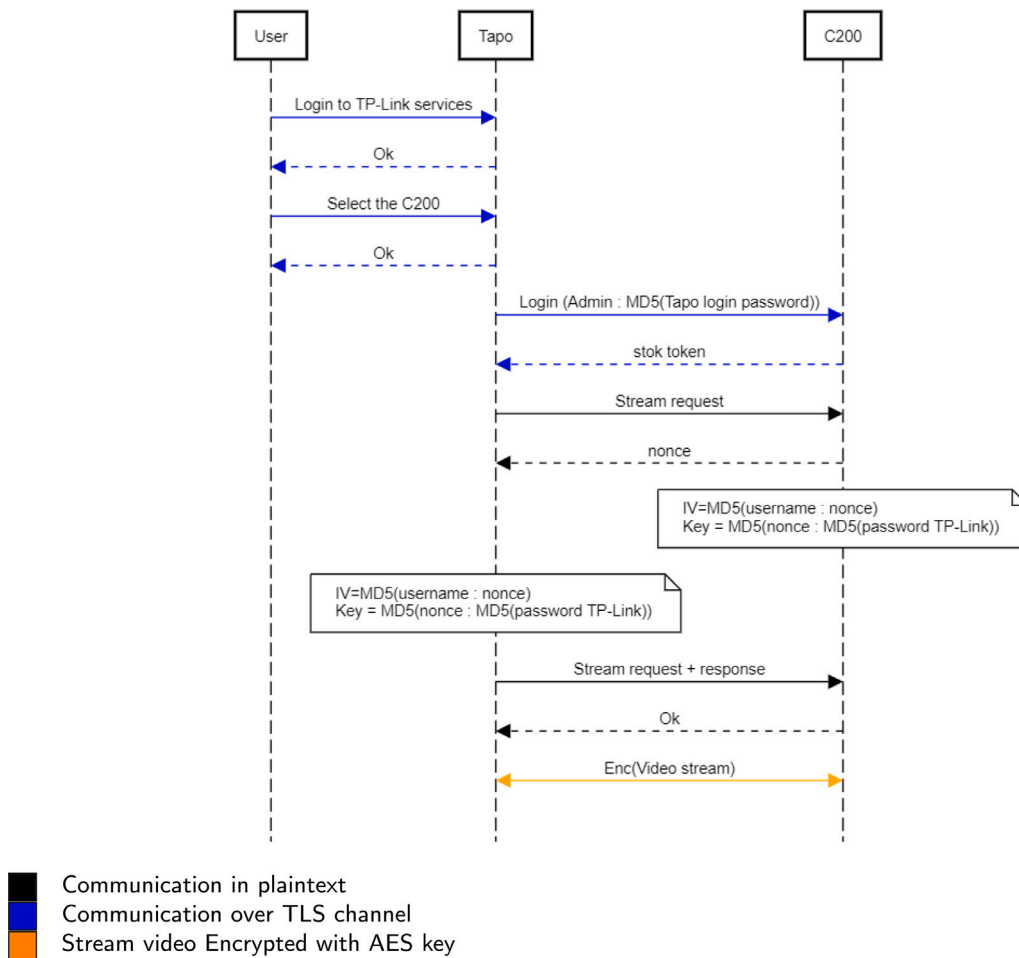 User
Tapo
C200
Login to TP-Link services
Ok
Select the C200
Ok
Login (Admin : MD5(Tapo login password))
stok token
Stream request
nonce
IV=MD5(username : nonce)
Key = MD5(nonce : MD5(password TP-Link))
IV=MD5(username : nonce)
Key = MD5(nonce : MD5(password TP-Link))
Stream request + response
Ok
Enc(Video stream)
Communication in plaintext
Communication over TLS channel
Stream video Encrypted with AES key